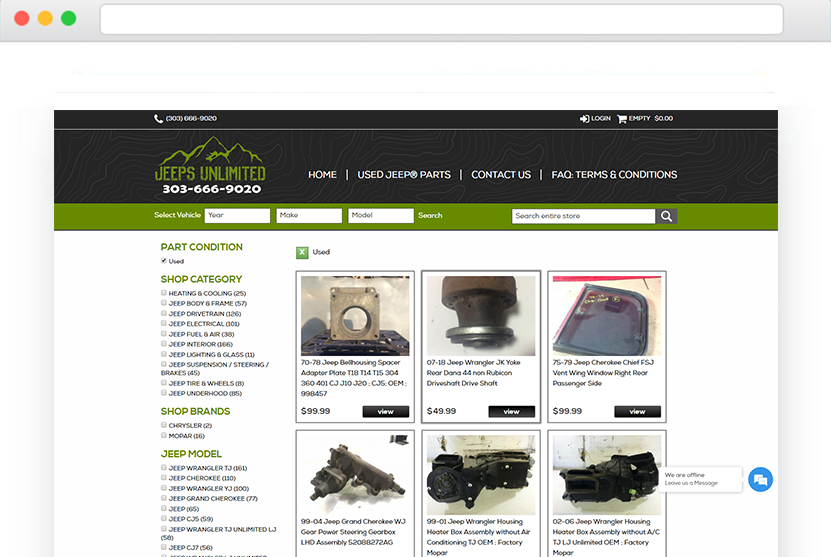 (303) 666-9020
LOGIN EMPTY $0.00
JEEPS UNLIMITED
303-666-9020
HOME | USED JEEP® PARTS | CONTACT US | FAQ: TERMS & CONDITIONS
Select Vehicle Year Make Model Search Search entire store
PART CONDITION
Used
SHOP CATEGORY
HEATING & COOLING (25)
JEEP BODY & FRAME (57)
JEEP DRIVETRAIN (126)
JEEP ELECTRICAL (101)
JEEP FUEL & AIR (38)
JEEP INTERIOR (166)
JEEP LIGHTING & GLASS (11)
JEEP SUSPENSION / STEERING /
BRAKES (45)
JEEP TIRE & WHEELS (8)
JEEP UNDERHOOD (85)
SHOP BRANDS
CHRYSLER (2)
MOPAR (16)
JEEP MODEL
JEEP WRANGLER TJ (161)
JEEP CHEROKEE (110)
JEEP WRANGLER YJ (100)
JEEP GRAND CHEROKEE (77)
JEEP (65)
JEEP CJ5 (59)
JEEP WRANGLER TJ UNLIMITED LJ
(58)
JEEP CJ7 (56)
X Used
70-78 Jeep Bellhousing Spacer
Adapter Plate T18 T14 T15 304
360 401 CJ J10 J20 ; CJ5; OEM ;
998457
$99.99 view
07-18 Jeep Wrangler JK Yoke
Rear Dana 44 non Rubicon
Driveshaft Drive Shaft
$49.99 view
75-79 Jeep Cherokee Chief FSJ
Vent Wing Window Right Rear
Passenger Side
$99.99 view
99-04 Jeep Grand Cherokee WJ
Gear Power Steering Gearbox
LHD Assembly 52088272AG
99-01 Jeep Wrangler Housing
Heater Box Assembly without Air
Conditioning TJ OEM ; Factory
Mopar
02-06 Jeep Wrangler Housing
Heater Box Assembly without A/C
TJ LJ Unlimited OEM ; Factory
Mopar
We are offline
Leave us a Message